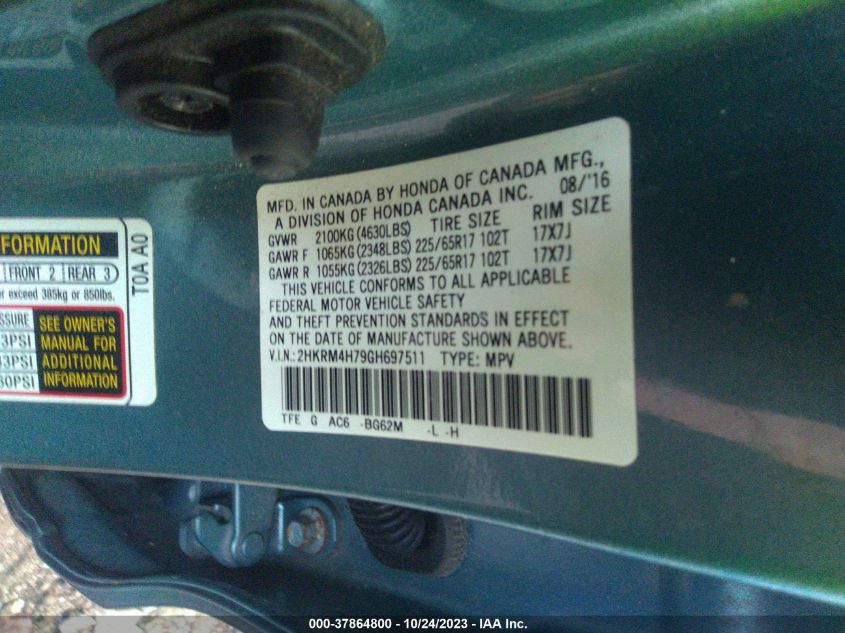 MFD. IN CANADA BY HONDA OF CANADA MFG.,
A DIVISION OF HONDA CANADA INC. 08/'16
GVWR 2100KG (4630LBS) TIRE SIZE RIM SIZE
GAWR F 1065KG (2348LBS) 225/65R17 102T 17X7J
GAWR R 1055KG (2326LBS) 225/65R17 102T 17X7J
THIS VEHICLE CONFORMS TO ALL APPLICABLE
FEDERAL MOTOR VEHICLE SAFETY
AND THEFT PREVENTION STANDARDS IN EFFECT
ON THE DATE OF MANUFACTURE SHOWN ABOVE.
V.I.N.: 2HKRM4H79GH697511 TYPE: MPV
TFE G AC6 -BG62M -L -H
FORMATION
FRONT 2 REAR 3
exceed 385kg or 850lbs.
SSURE
3PSI
3PSI
60PSI
SEE OWNER'S
MANUAL FOR
ADDITIONAL
INFORMATION
T0A A0
000-37864800 - 10/24/2023 - IAA Inc.